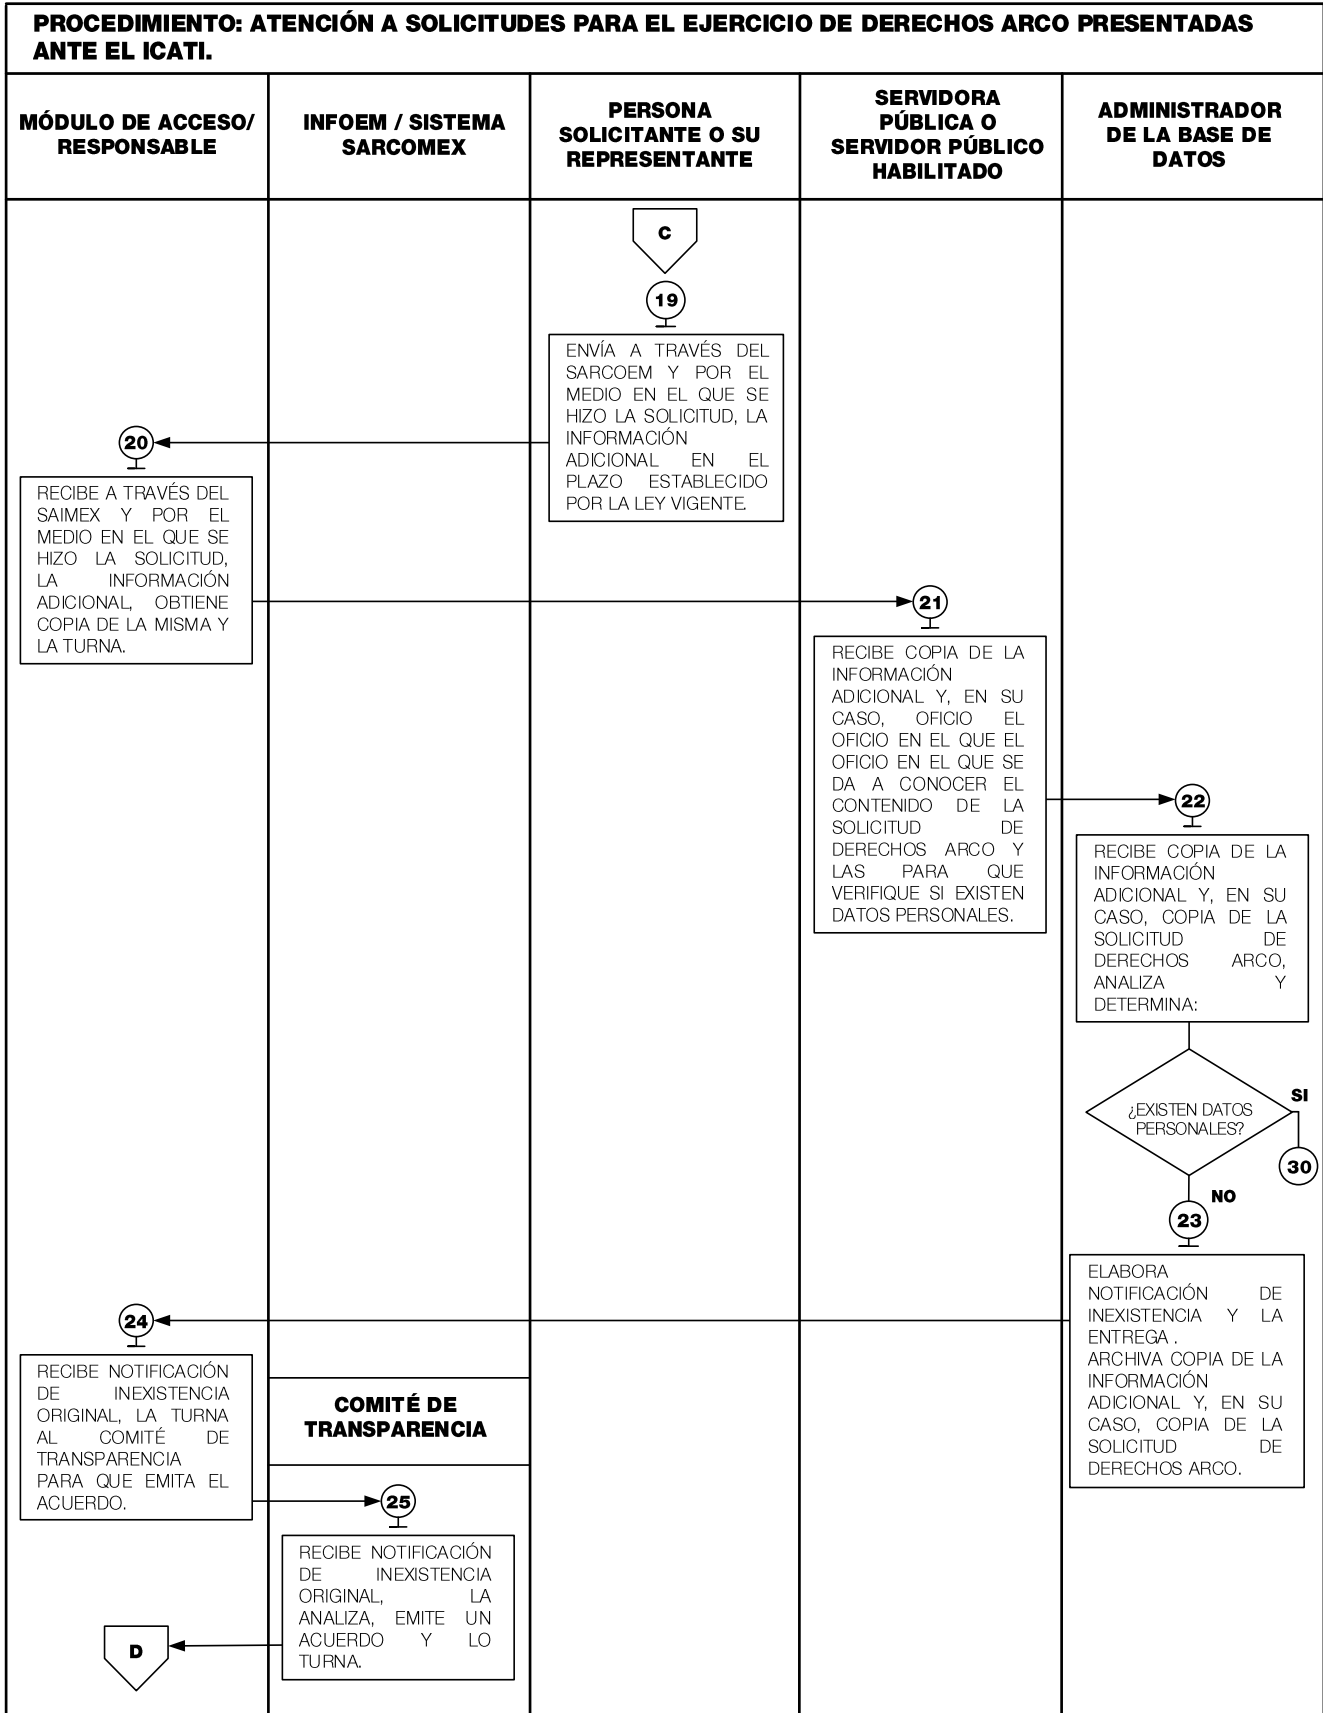 PROCEDIMIENTO: ATENCIÓN A SOLICITUDES PARA EL EJERCICIO DE DERECHOS ARCO PRESENTADAS
ANTE EL ICATI.
MÓDULO DE ACCESO/
RESPONSABLE
INFOEM / SISTEMA
SARCOMEX
PERSONA
SOLICITANTE O SU
REPRESENTANTE
SERVIDORA
PÚBLICA O
SERVIDOR PÚBLICO
HABILITADO
ADMINISTRADOR
DE LA BASE DE
DATOS
C
19
ENVÍA A TRAVÉS DEL
SARCOEM Y POR EL
MEDIO EN EL QUE SE
HIZO LA SOLICITUD, LA
INFORMACIÓN
ADICIONAL EN EL
PLAZO ESTABLECIDO
POR LA LEY VIGENTE.
20
RECIBE A TRAVÉS DEL
SAIMEX Y POR EL
MEDIO EN EL QUE SE
HIZO LA SOLICITUD,
LA INFORMACIÓN
ADICIONAL, OBTIENE
COPIA DE LA MISMA Y
LA TURNA.
21
RECIBE COPIA DE LA
INFORMACIÓN
ADICIONAL Y, EN SU
CASO, OFICIO EL
OFICIO EN EL QUE EL
OFICIO EN EL QUE SE
DA A CONOCER EL
CONTENIDO DE LA
SOLICITUD DE
DERECHOS ARCO Y
LAS PARA QUE
VERIFIQUE SI EXISTEN
DATOS PERSONALES.
22
RECIBE COPIA DE LA
INFORMACIÓN
ADICIONAL Y, EN SU
CASO, COPIA DE LA
SOLICITUD DE
DERECHOS ARCO,
ANALIZA Y
DETERMINA:
¿EXISTEN DATOS
PERSONALES?
SI
30
NO
23
ELABORA
NOTIFICACIÓN DE
INEXISTENCIA Y LA
ENTREGA .
ARCHIVA COPIA DE LA
INFORMACIÓN
ADICIONAL Y, EN SU
CASO, COPIA DE LA
SOLICITUD DE
DERECHOS ARCO.
24
RECIBE NOTIFICACIÓN
DE INEXISTENCIA
ORIGINAL, LA TURNA
AL COMITÉ DE
TRANSPARENCIA
PARA QUE EMITA EL
ACUERDO.
COMITÉ DE
TRANSPARENCIA
25
RECIBE NOTIFICACIÓN
DE INEXISTENCIA
ORIGINAL, LA
ANALIZA, EMITE UN
ACUERDO Y LO
TURNA.
D